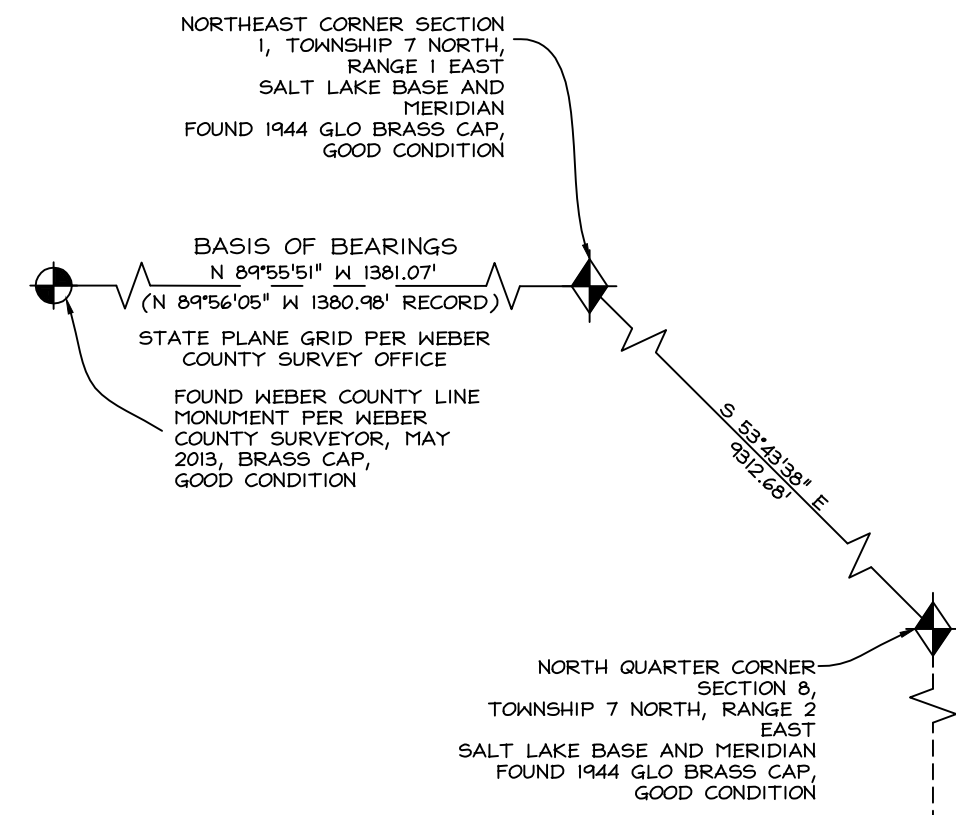 NORTHEAST CORNER SECTION
1, TOWNSHIP 7 NORTH,
RANGE 1 EAST
SALT LAKE BASE AND
MERIDIAN
FOUND 1944 GLO BRASS CAP,
GOOD CONDITION
BASIS OF BEARINGS
N 89°55'51" W 1381.07'
(N 89°56'05" W 1380.98' RECORD)
STATE PLANE GRID PER WEBER
COUNTY SURVEY OFFICE
FOUND WEBER COUNTY LINE
MONUMENT PER WEBER
COUNTY SURVEYOR, MAY
2013, BRASS CAP,
GOOD CONDITION
S 53°43'38" E
9312.68'
NORTH QUARTER CORNER
SECTION 8,
TOWNSHIP 7 NORTH, RANGE 2
EAST
SALT LAKE BASE AND MERIDIAN
FOUND 1944 GLO BRASS CAP,
GOOD CONDITION